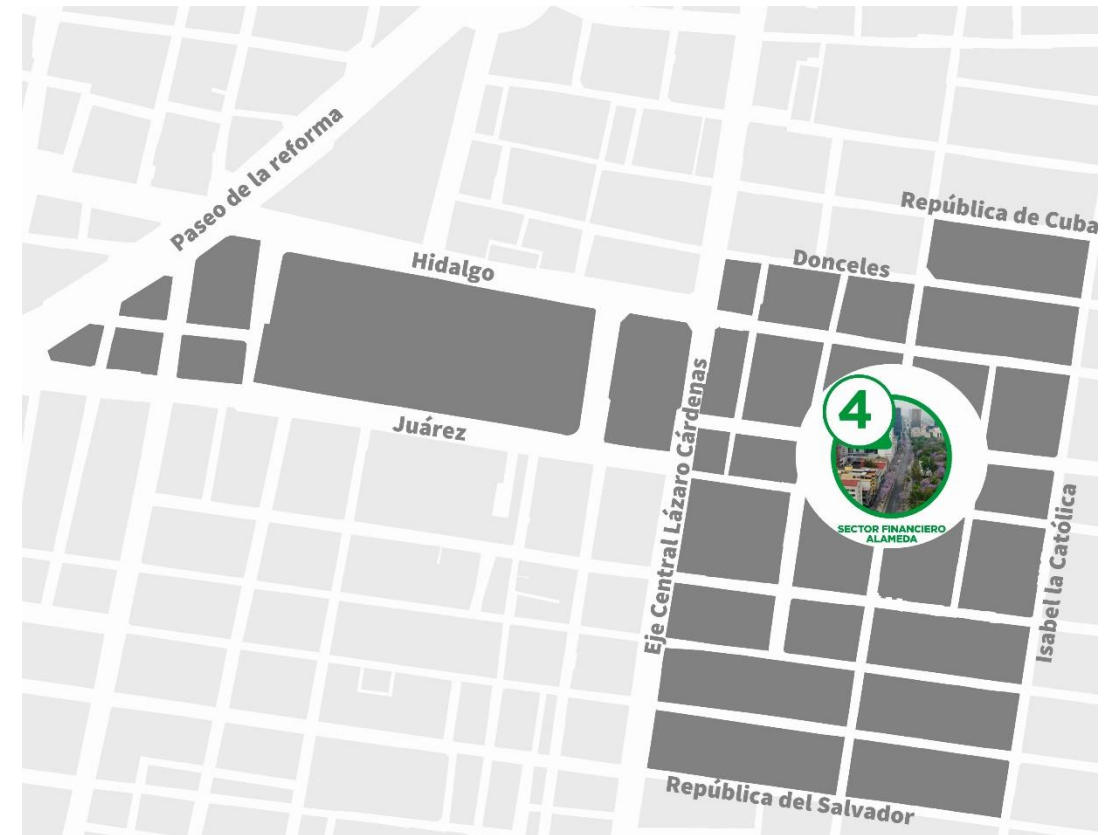 Paseo de la reforma
República de Cuba
Hidalgo
Donceles
Juárez
Eje Central Lázaro Cárdenas
4
SECTOR FINANCIERO
ALAMEDA
Isabel la Católica
República del Salvador